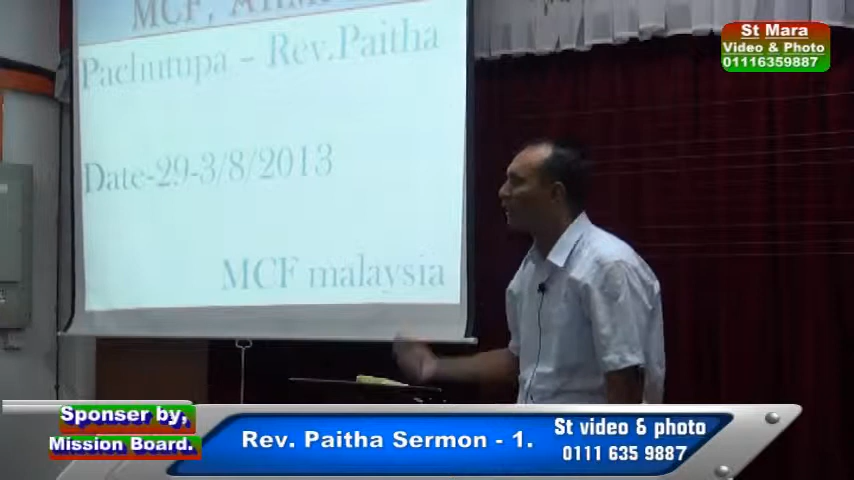 MCF,
Pachutupa – Rev.Paitha
Date-29-3/8/2013
MCF malaysia
St Mara
Video & Photo
01116359887
Sponser by,
Mission Board.
Rev. Paitha Sermon - 1.
St video & photo
0111 635 9887